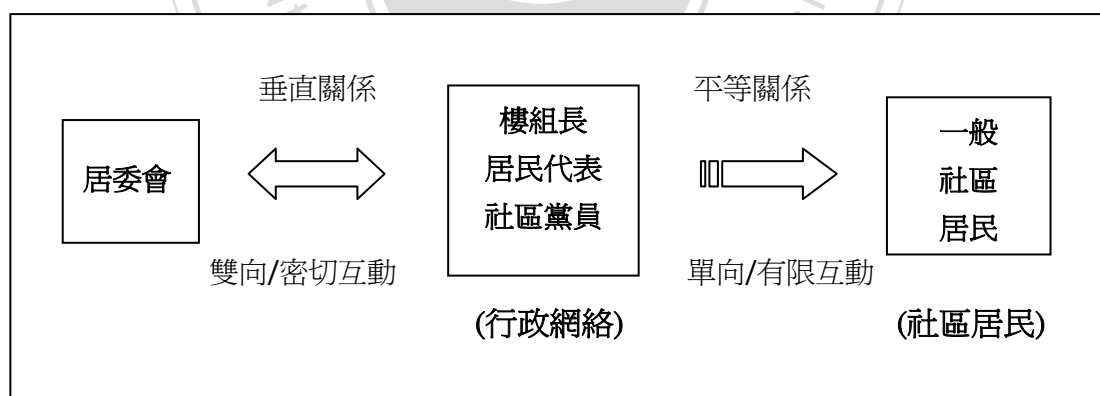 垂直關係
平等關係
居委會
樓組長
居民代表
社區黨員
一般
社區
居民
雙向/密切互動
單向/有限互動
(行政網絡)
(社區居民)